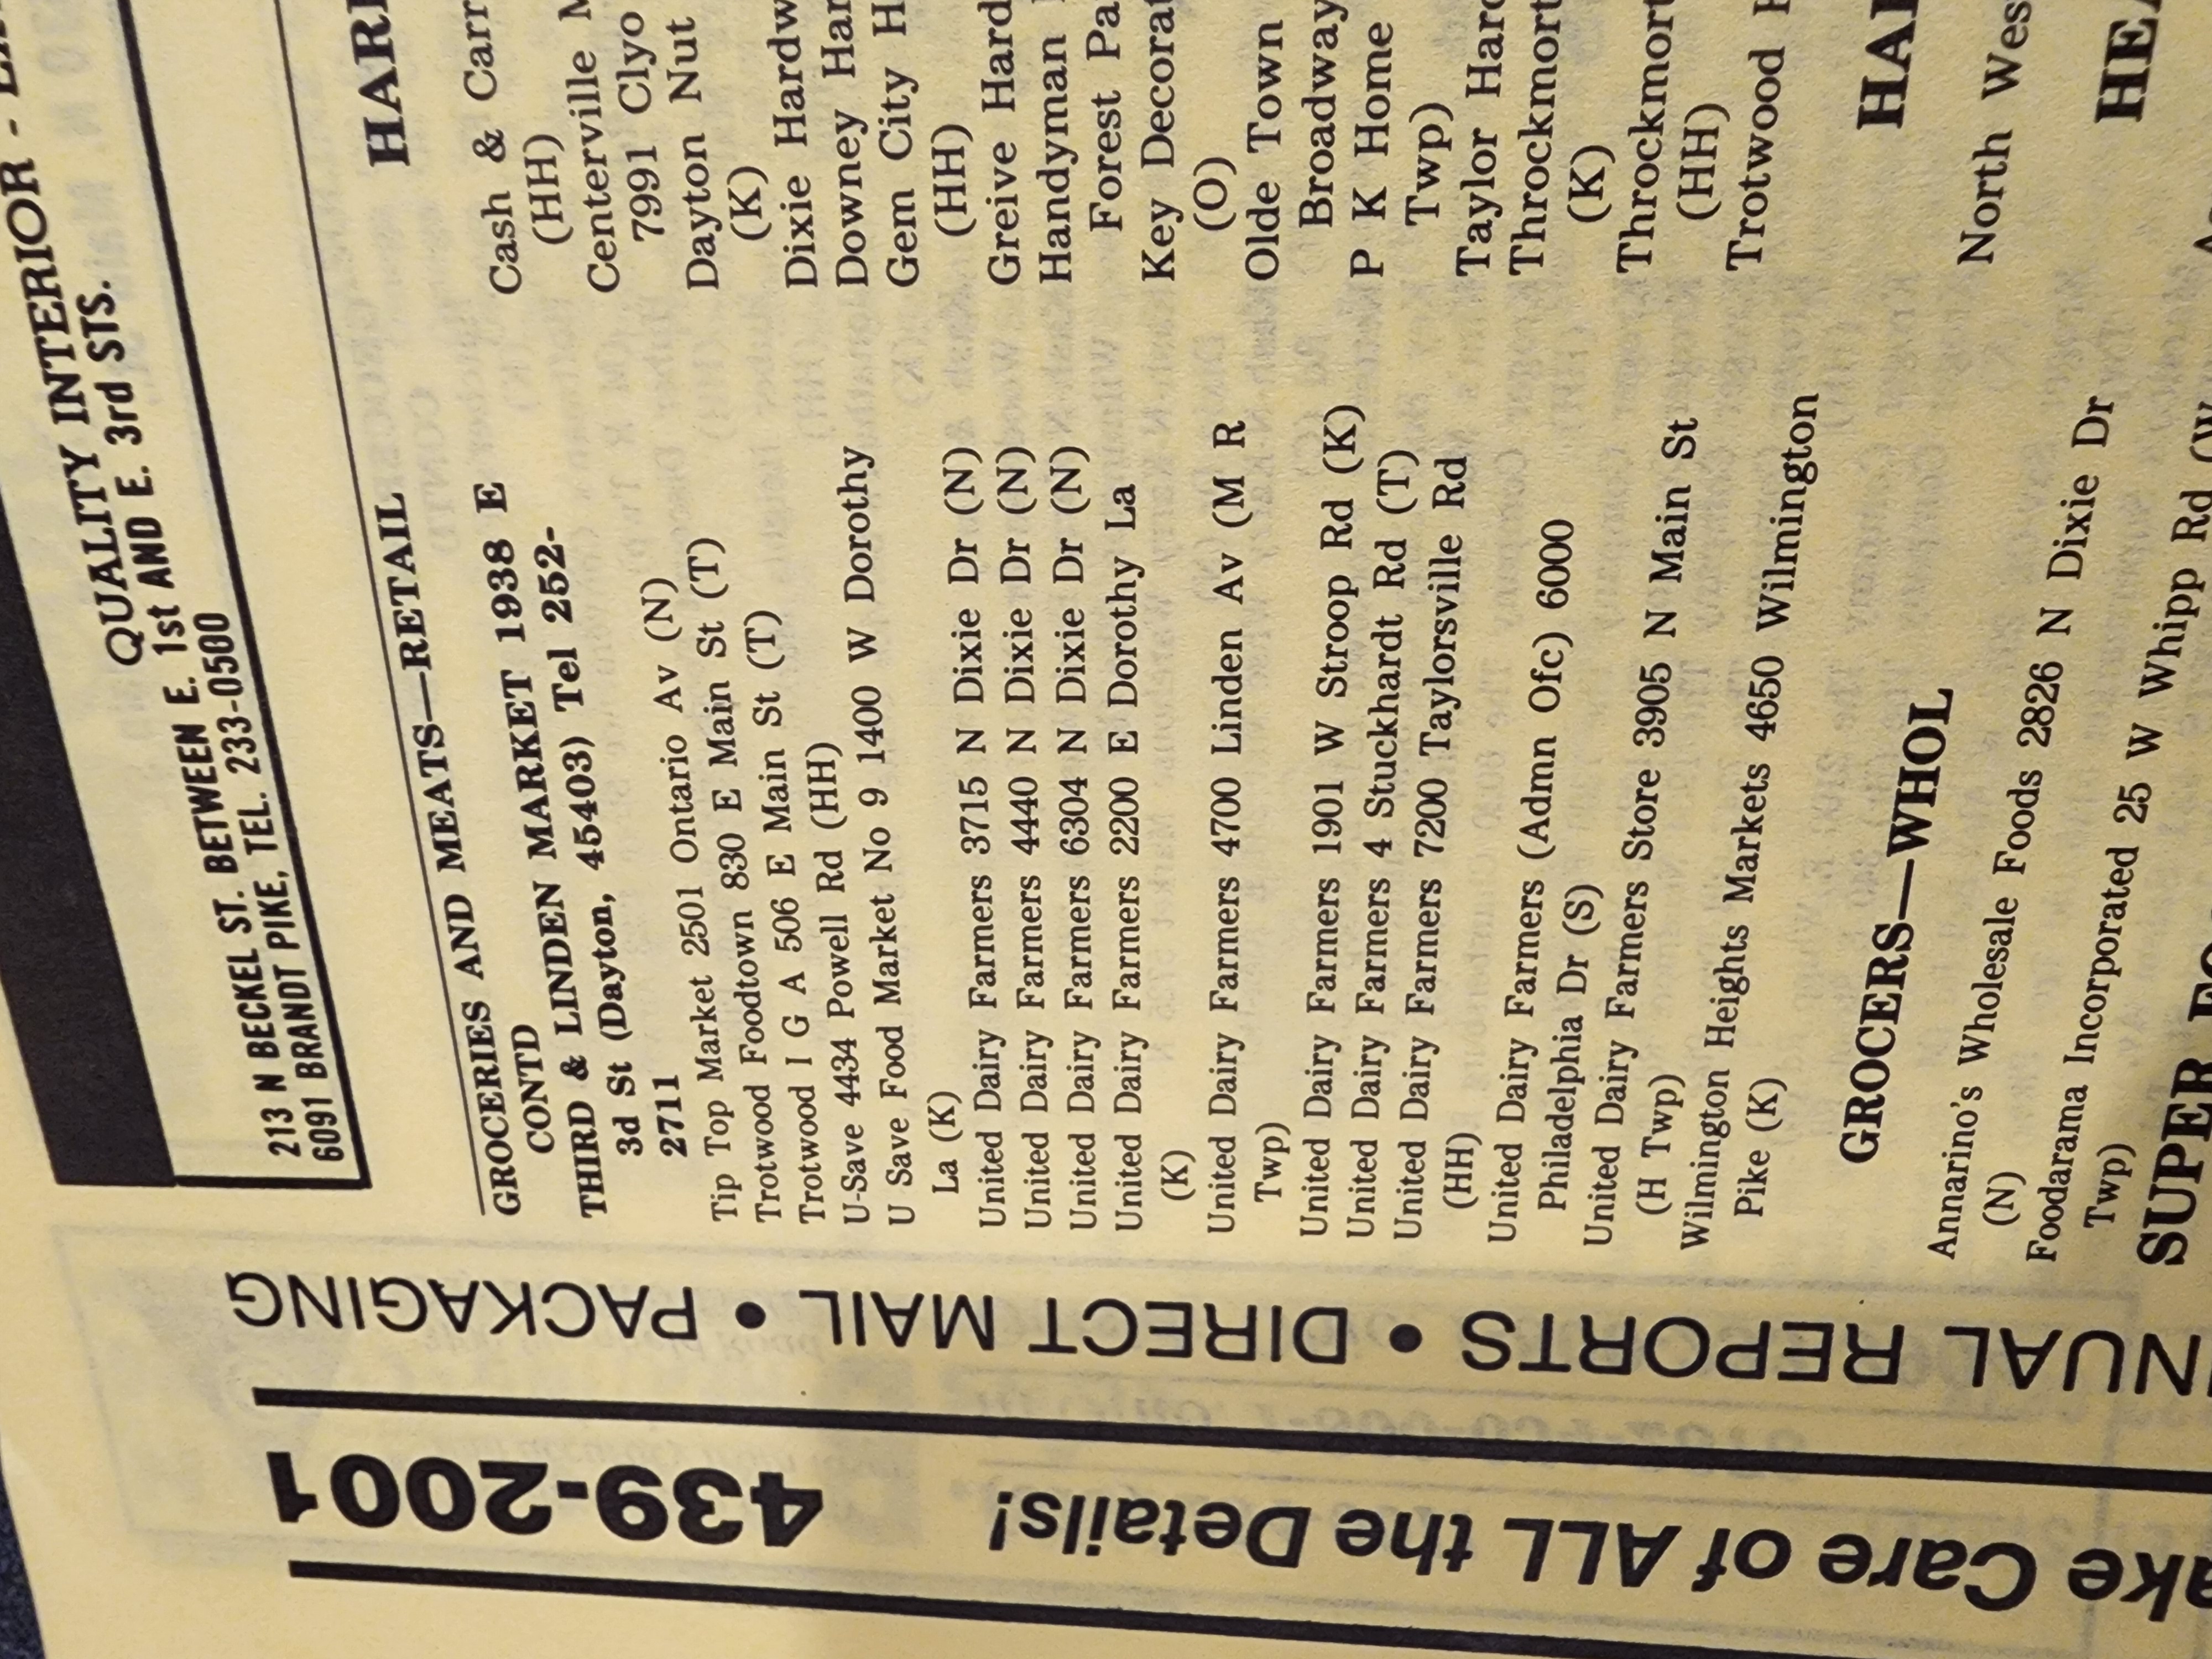 QUALITY INTERIOR -
QUALITY INTERIORS
213 N BECKEL ST. BETWEEN E. 1st AND E. 3rd STS.
6091 BRANDT PIKE, TEL. 233-0500
GROCERIES AND MEATS—RETAIL
CONTD
THIRD & LINDEN MARKET 1938 E
3d St (Dayton, 45403) Tel 252-
2711
Tip Top Market 2501 Ontario Av (N)
Trotwood Foodtown 830 E Main St (T)
Trotwood I G A 506 E Main St (T)
U-Save 4434 Powell Rd (HH)
U Save Food Market No 9 1400 W Dorothy
La (K)
United Dairy Farmers 3715 N Dixie Dr (N)
United Dairy Farmers 4440 N Dixie Dr (N)
United Dairy Farmers 6304 N Dixie Dr (N)
United Dairy Farmers 2200 E Dorothy La
(K)
United Dairy Farmers 4700 Linden Av (M R
Twp)
United Dairy Farmers 1901 W Stroop Rd (K)
United Dairy Farmers 4 Stuckhardt Rd (T)
United Dairy Farmers 7200 Taylorsville Rd
(HH)
United Dairy Farmers (Admn Ofc) 6000
Philadelphia Dr (S)
United Dairy Farmers Store 3905 N Main St
(H Twp)
Wilmington Heights Markets 4650 Wilmington
Pike (K)
GROCERS—WHOL
Annarino's Wholesale Foods 2826 N Dixie Dr
(N)
Foodarama Incorporated 25 W Whipp Rd (W
Twp)
SUPER
Cash & Carr
(HH)
Centerville
7991 Clyo
Dayton Nut
(K)
Dixie Hardw
Downey Har
Gem City H
(HH)
Greive Hard
Handyman
Forest Pa
Key Decorat
(O)
Olde Town
Broadway
P K Home
Twp)
Taylor Hard
Throckmort
(K)
Throckmort
(HH)
Trotwood
North Wes
HEA
NUAL REPORTS • DIRECT MAIL • PACKAGING
ake Care of ALL the Details! 439-2001